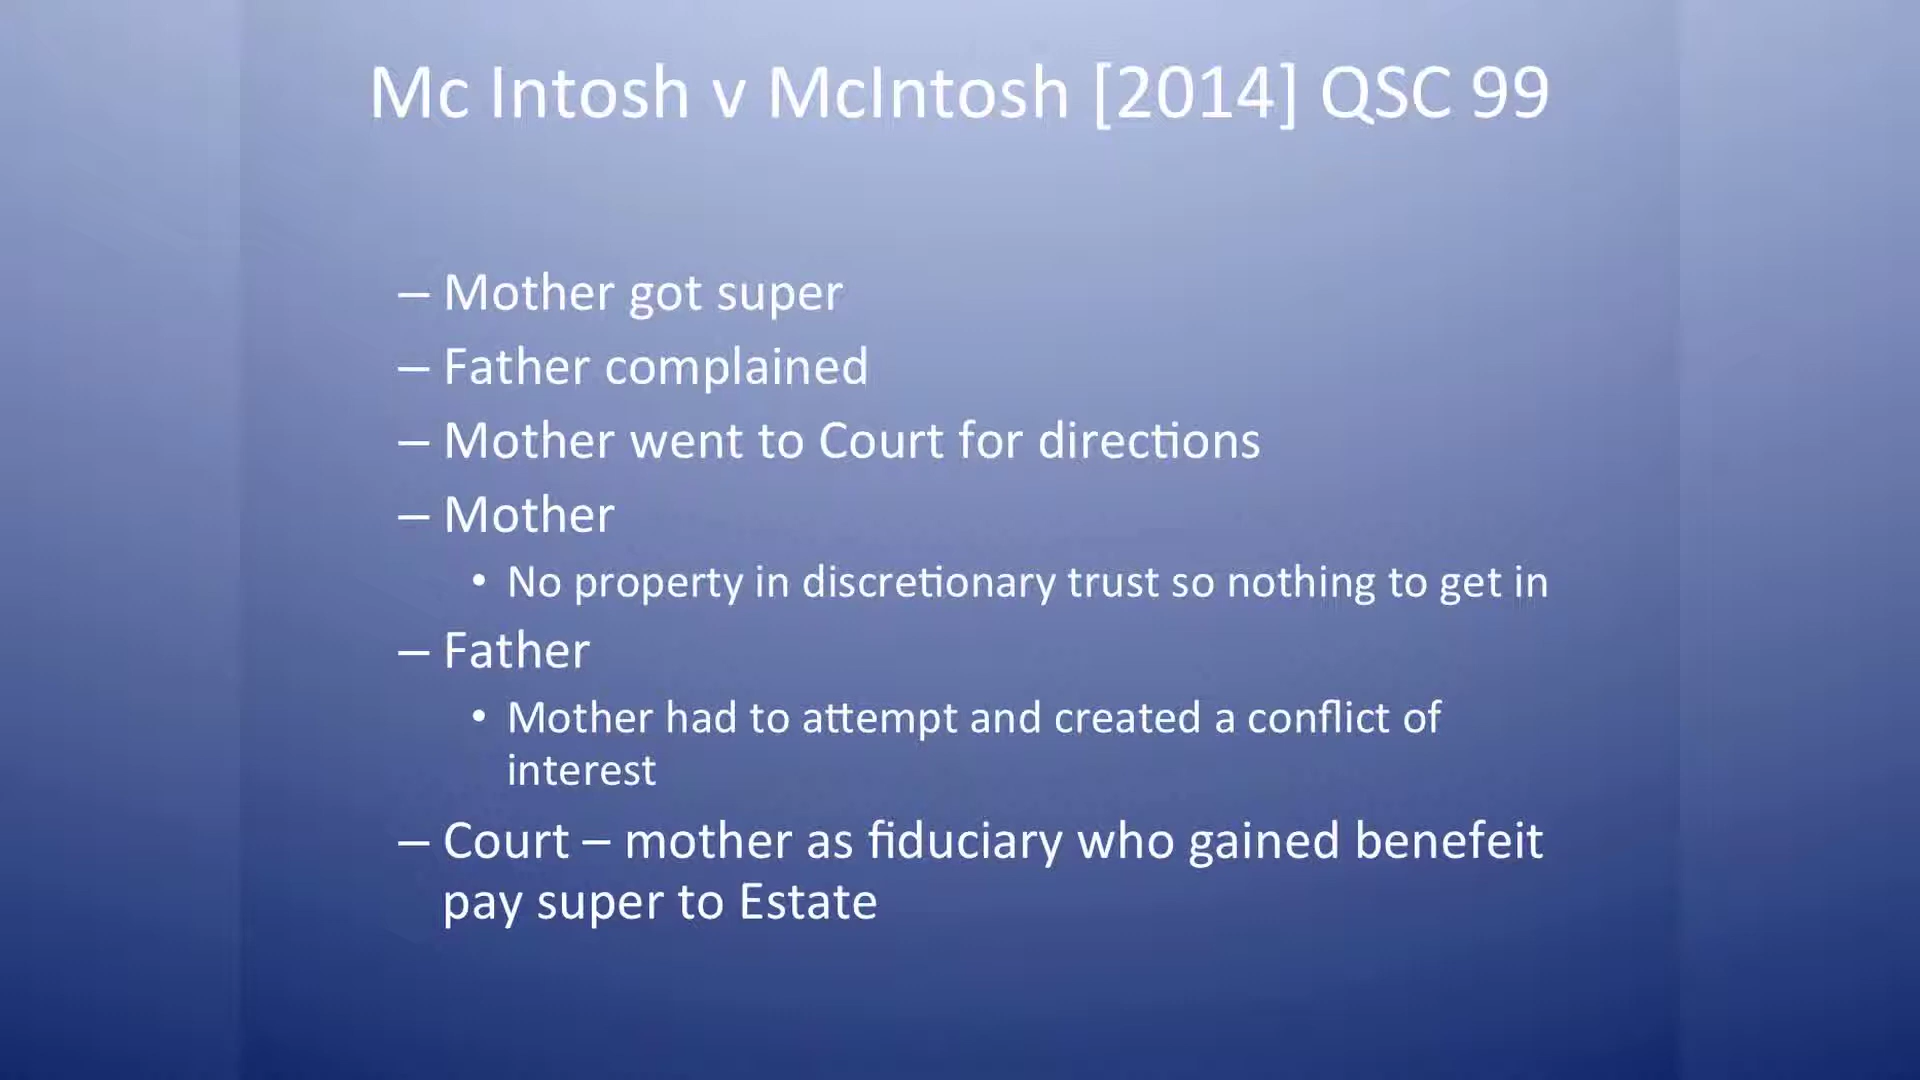 Mc Intosh v McIntosh [2014] QSC 99
– Mother got super
– Father complained
– Mother went to Court for directions
– Mother
• No property in discretionary trust so nothing to get in
– Father
• Mother had to attempt and created a conflict of
interest
– Court – mother as fiduciary who gained benefeit
pay super to Estate